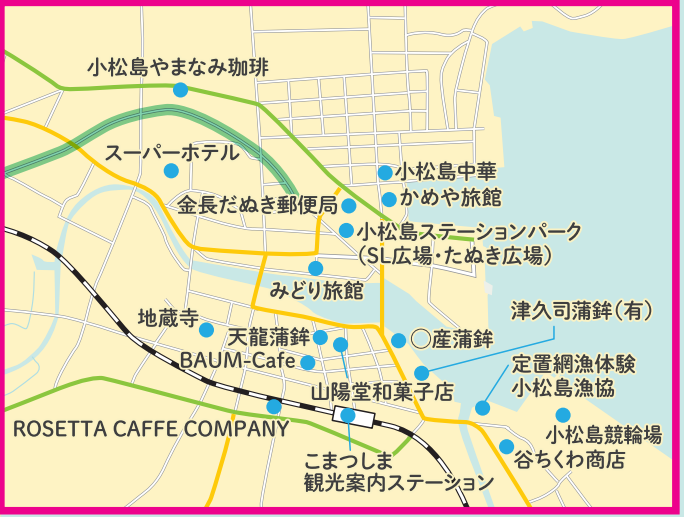 小松島やまなみ珈琲
スーパーホテル
小松島中華
かめや旅館
金長だぬき郵便局
小松島ステーションパーク
(SL広場・たぬき広場)
みどり旅館
津久司蒲鉾(有)
地蔵寺
天龍蒲鉾
〇産蒲鉾
BAUM-Cafe
定置網漁体験
小松島漁協
山陽堂和菓子店
ROSETTA CAFFE COMPANY
小松島競輪場
谷ちくわ商店
こまつしま
観光案内ステーション